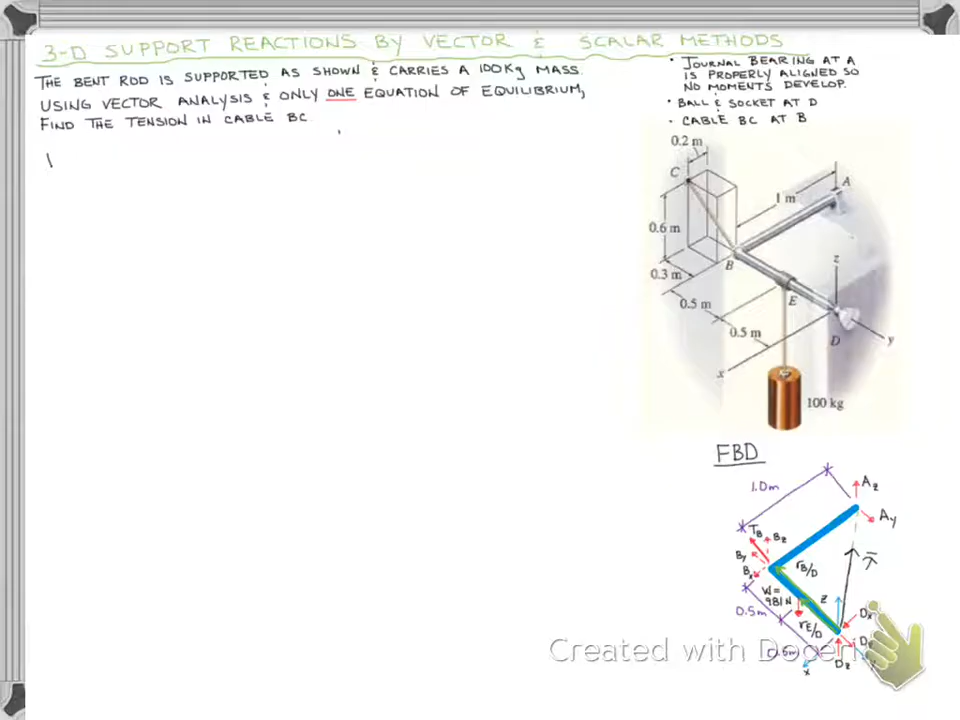 3-D SUPPORT REACTIONS BY VECTOR & SCALAR METHODS
THE BENT ROD IS SUPPORTED AS SHOWN & CARRIES A 100Kg MASS.
USING VECTOR ANALYSIS & ONLY ONE EQUATION OF EQUILIBRIUM,
FIND THE TENSION IN CABLE BC.
• JOURNAL BEARING AT A
IS PROPERLY ALIGNED SO
NO MOMENTS DEVELOP.
• BALL & SOCKET AT D
• CABLE BC AT B
0.2 m
C
A
1 m
0.6 m
B
z
0.3 m
E
0.5 m
0.5 m
D
y
x
100 kg
FBD
1.0m
Az
Ay
TB
Bz
By
Bx
rB/D
W =
981N
z
0.5m
rE/D
Dx
Dz
x
Created with Doceri